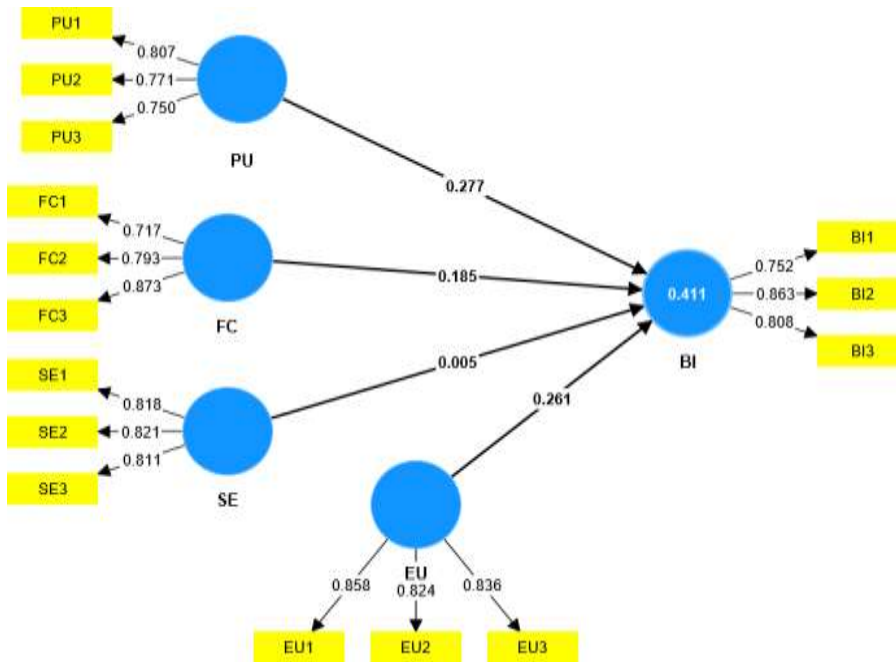 PU1
0.807
PU2
0.771
PU3
0.750
PU
0.277
FC1
0.717
FC2
0.793
FC3
0.873
FC
0.185
SE1
0.818
SE2
0.821
SE3
0.811
SE
0.005
0.411
BI
0.752
BI1
0.863
BI2
0.808
BI3
0.261
EU
0.858
0.824
0.836
EU1
EU2
EU3